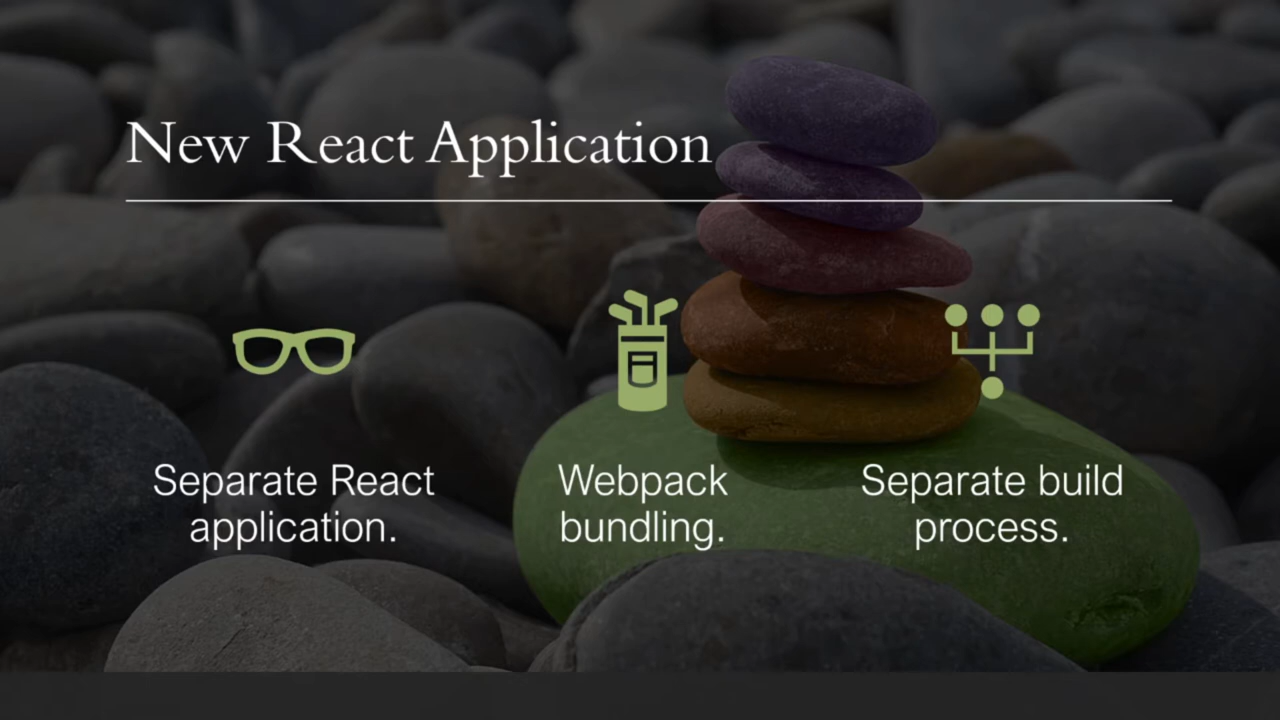 New React Application
Separate React
application.
Webpack
bundling.
Separate build
process.